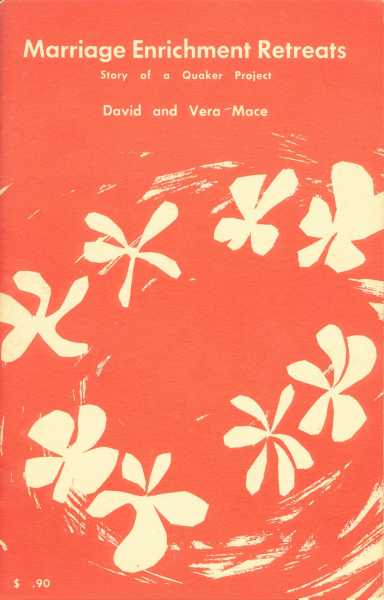 Marriage Enrichment Retreats
Story of a Quaker Project
David and Vera Mace
$ .90